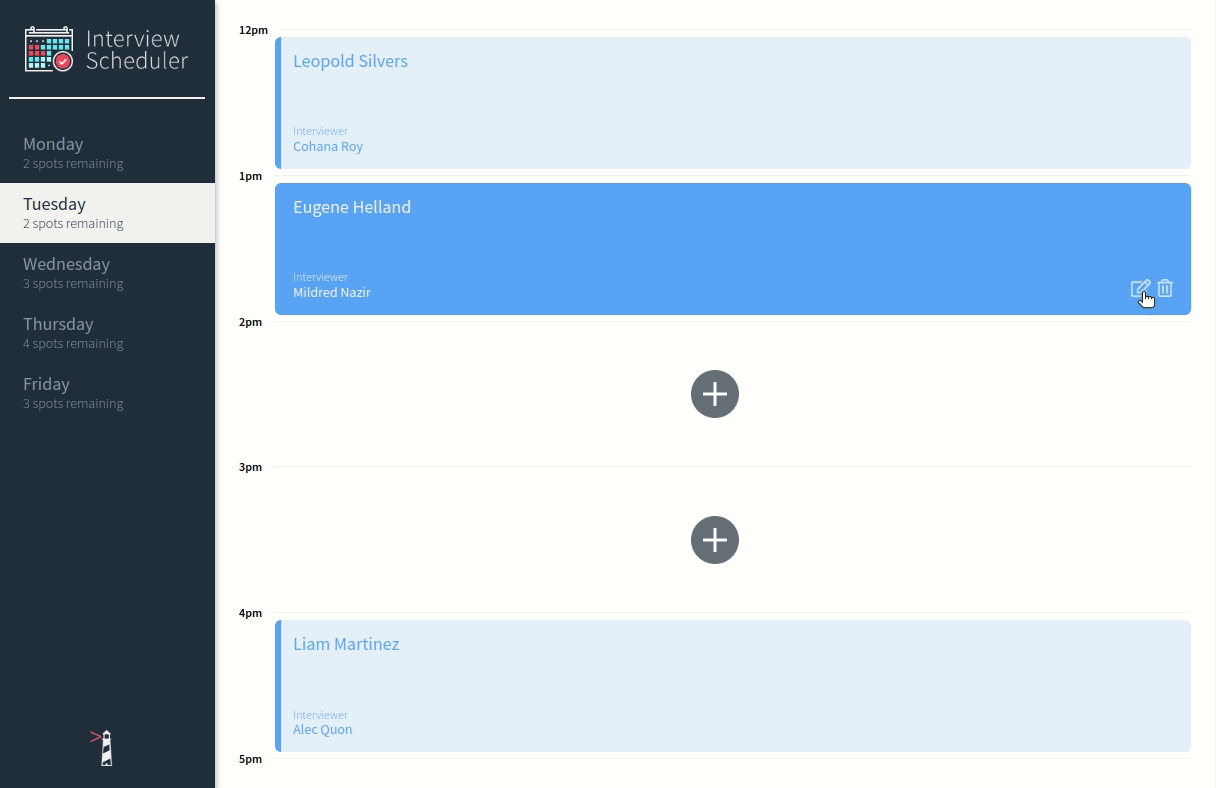 Interview
Scheduler
Monday
2 spots remaining
Tuesday
2 spots remaining
Wednesday
3 spots remaining
Thursday
4 spots remaining
Friday
3 spots remaining
12pm
Leopold Silvers
Interviewer
Cohana Roy
1pm
Eugene Helland
Interviewer
Mildred Nazir
2pm
3pm
4pm
Liam Martinez
Interviewer
Alec Quon
5pm